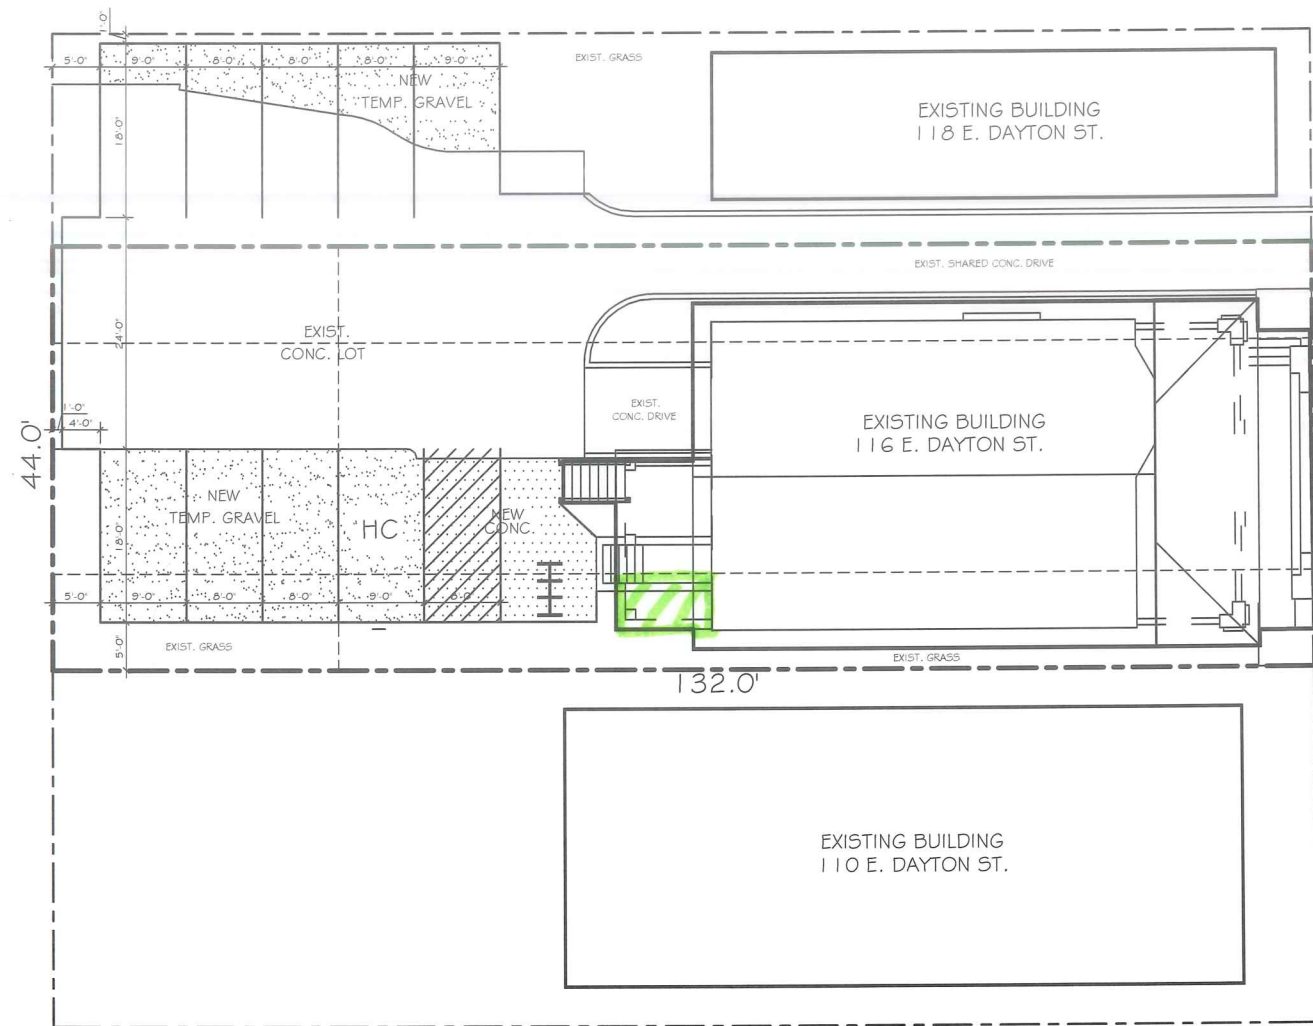 1'-0"
5'-0" 9'-0" 8'-0" 8'-0" 8'-0" 9'-0"
EXIST. GRASS
NEW
TEMP. GRAVEL
18'-0"
EXISTING BUILDING
118 E. DAYTON ST.
EXIST. SHARED CONC. DRIVE
24'-0"
EXIST.
CONC. LOT
EXIST.
CONC. DRIVE
EXISTING BUILDING
116 E. DAYTON ST.
1'-0"
4'-0"
44.0'
NEW
TEMP. GRAVEL
18'-0"
HC
NEW
CONC.
5'-0" 9'-0" 8'-0" 8'-0" 9'-0" 8'-0"
5'-0"
EXIST. GRASS
EXIST. GRASS
132.0'
EXISTING BUILDING
110 E. DAYTON ST.